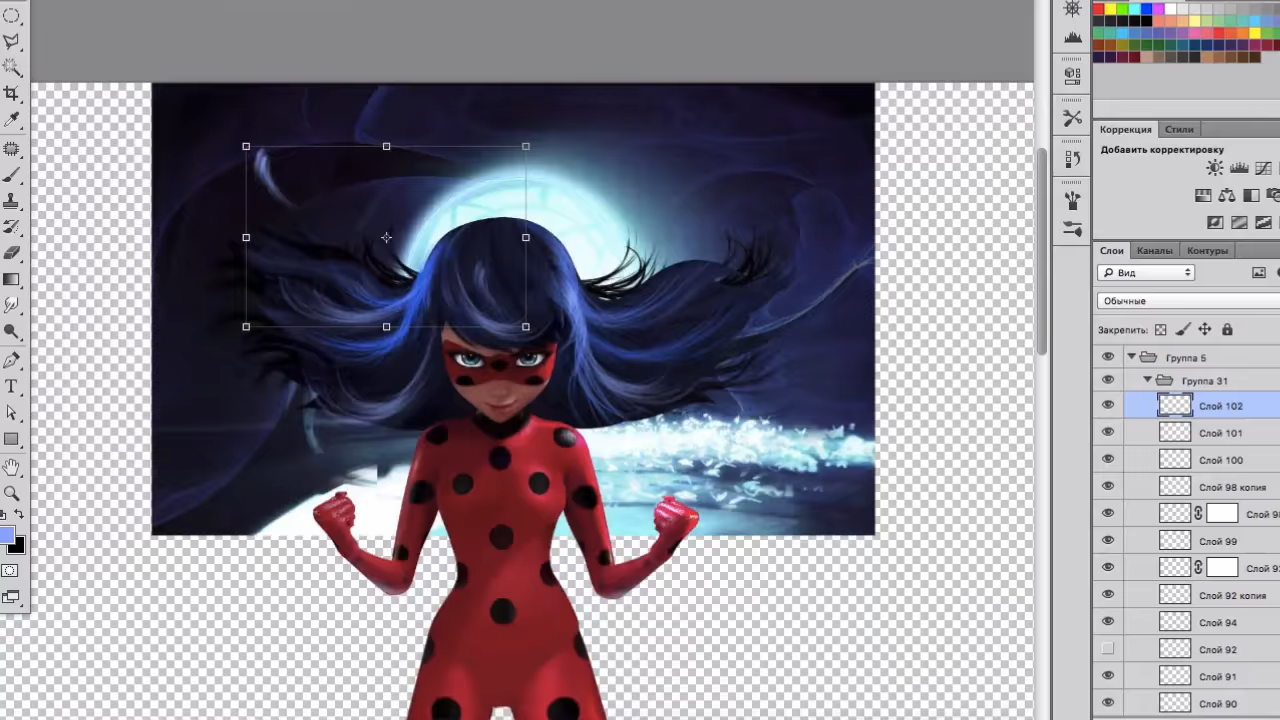 Коррекция Стили
Добавить корректировку
Слои Каналы Контуры
Вид
Обычные
Закрепить:
Группа 5
Группа 31
Слой 102
Слой 101
Слой 100
Слой 98 копия
Слой 99
Слой 92 копия
Слой 94
Слой 92
Слой 91
Слой 90
T